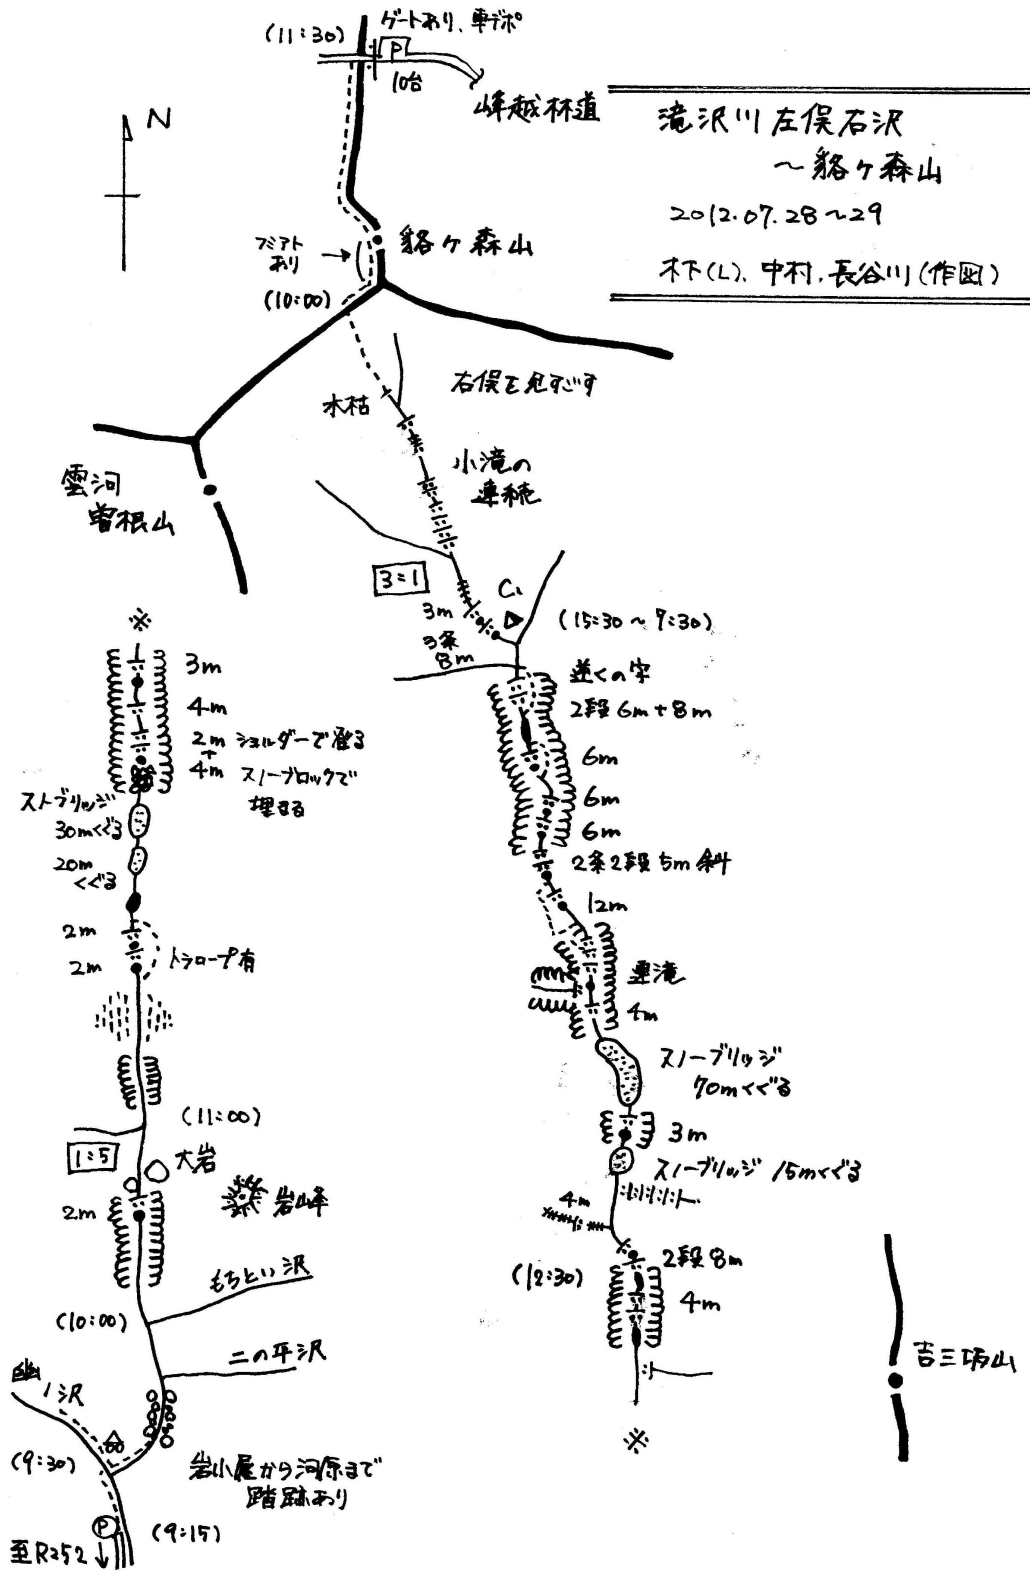 (11:30)
ゲートあり、車デポ
P
10台
峰越林道
N
滝沢川左俣右沢
～貉ヶ森山
2012.07.28～29
木下(L)、中村、長谷川(作図)
フミアト
あり
貉ヶ森山
(10:00)
右俣を見すごす
水枯
小滝の
連続
雲河
曽根山
3:1
3m
3条
8m
C1
(15:30～9:30)
逆くの字
2段6m+8m
6m
6m
6m
2条2段5m斜
12m
連滝
4m
スノーブリッジ
70mくぐる
3m
スノーブリッジ 15mくぐる
4m
2段8m
(12:30)
4m
※
吉三坊山
※
3m
4m
2m ショルダーで登る
+
4m スノーブロックで
埋まる
ストブリッジ
30mくぐる
20m
くぐる
2m
2m
トラロープ有
(11:00)
1:5
大岩
2m
岩峰
もちとい沢
(10:00)
二の平沢
幽ノ沢
(9:30)
岩小屋から河原まで
踏跡あり
P
(9:15)
至R252